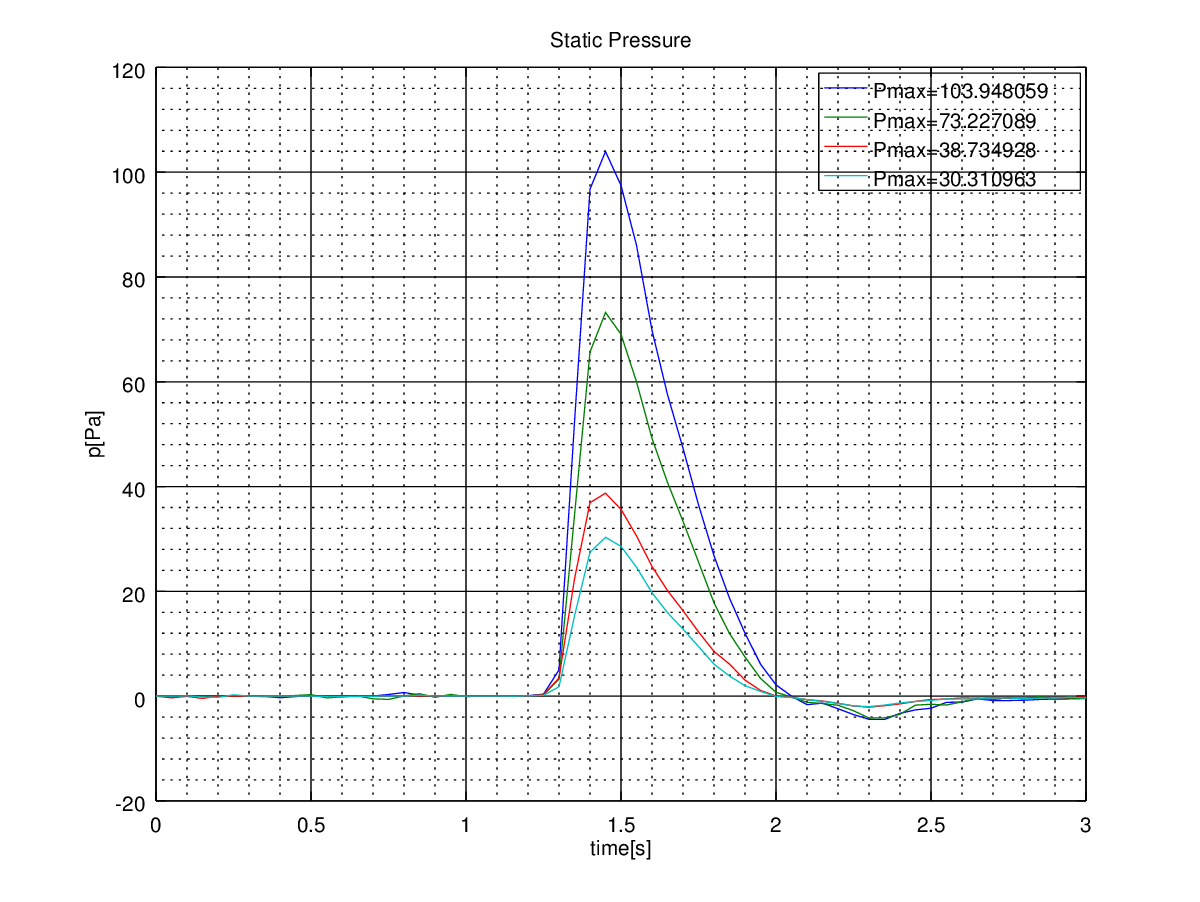 Static Pressure
120
100
80
60
40
20
0
-20
p[Pa]
Pmax=103.948059
Pmax=73.227089
Pmax=38.734928
Pmax=30.310963
0 0.5 1 1.5 2 2.5 3
time[s]